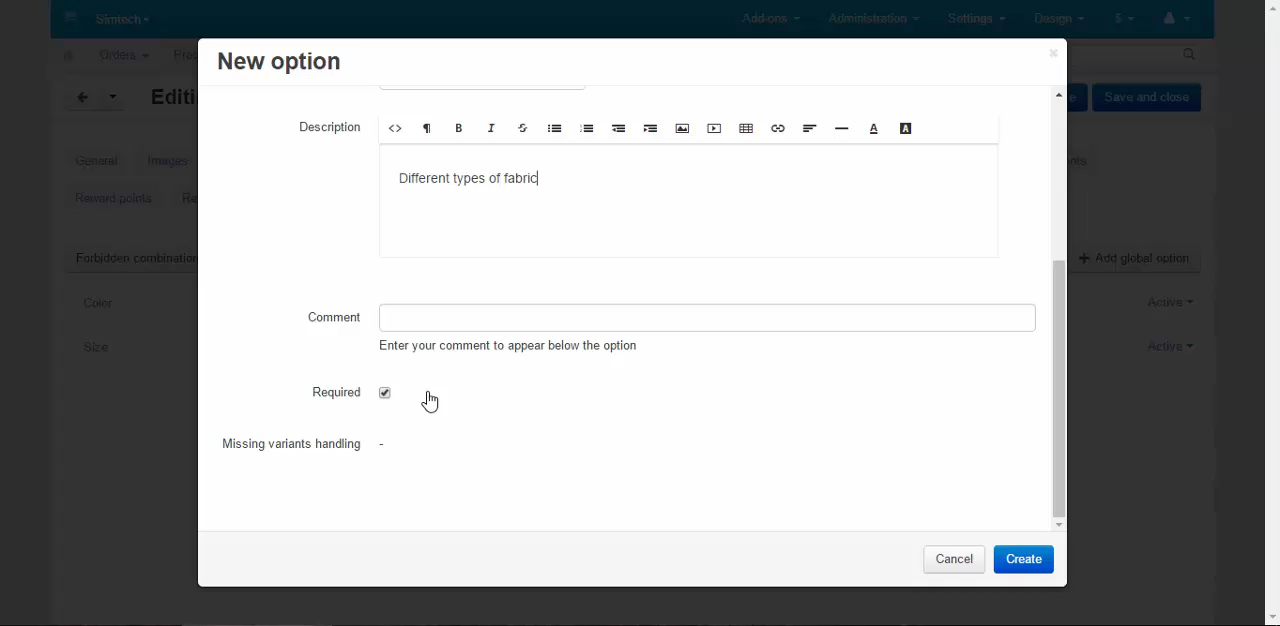 Simtech
Add-ons
Administration
Settings
Design
$
Orders
New option
Save and close
General
Images
Reward points
Description
B I S
A A
Different types of fabric
Forbidden combination
+ Add global option
Color
Active
Size
Active
Comment
Enter your comment to appear below the option
Required
Missing variants handling -
Cancel
Create